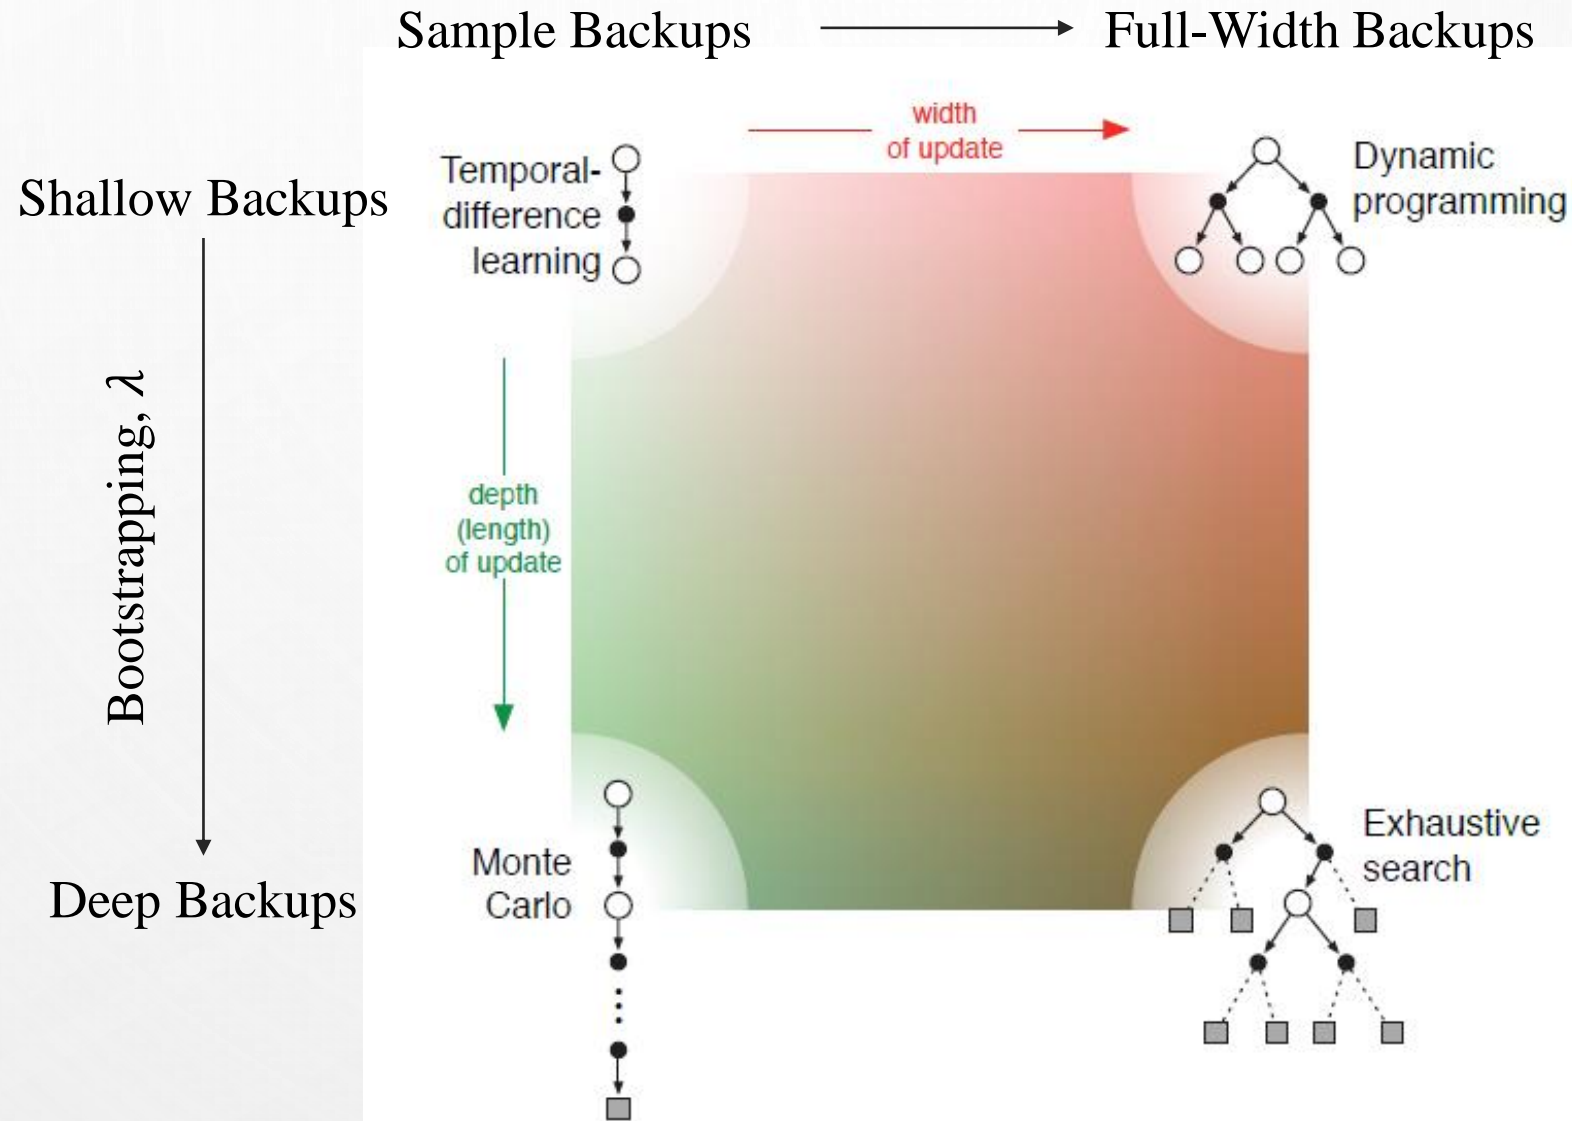 Sample Backups
Full-Width Backups
width
of update
Temporal-
difference
learning
Dynamic
programming
Shallow Backups
Bootstrapping, λ
depth
(length)
of update
Monte
Carlo
Exhaustive
search
Deep Backups